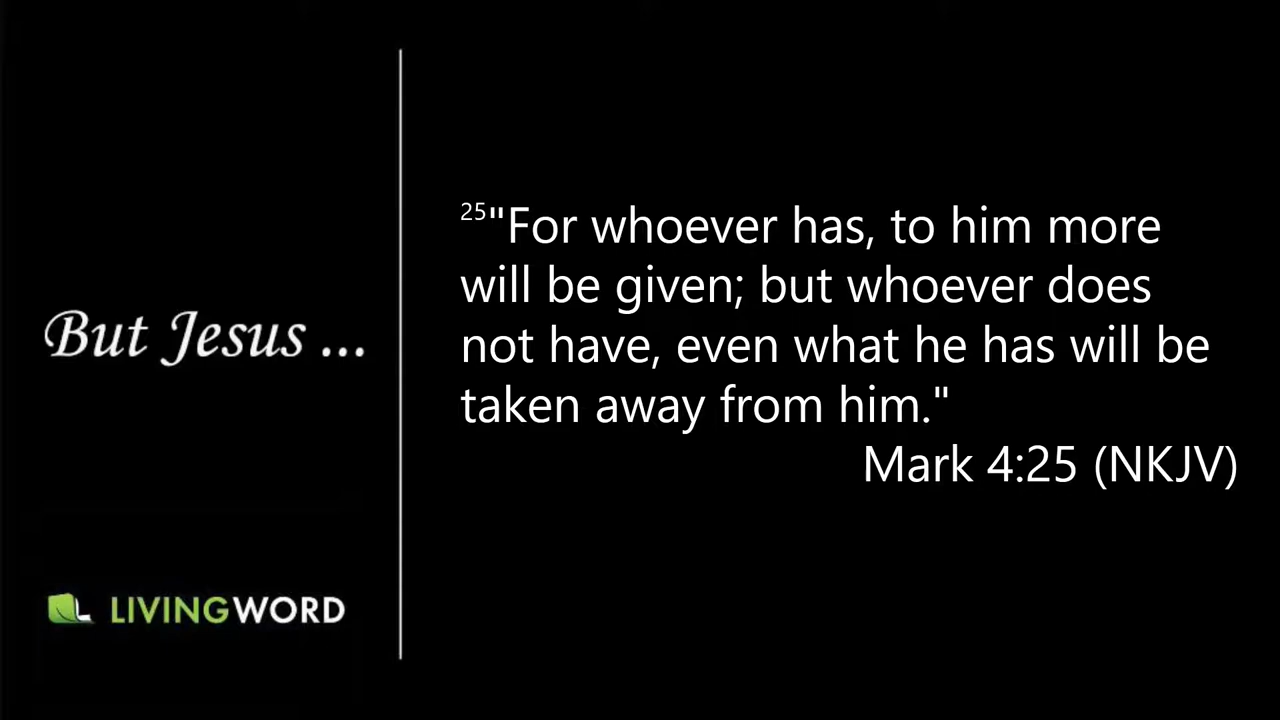 But Jesus ...
LIVINGWORD
25"For whoever has, to him more
will be given; but whoever does
not have, even what he has will be
taken away from him."
Mark 4:25 (NKJV)